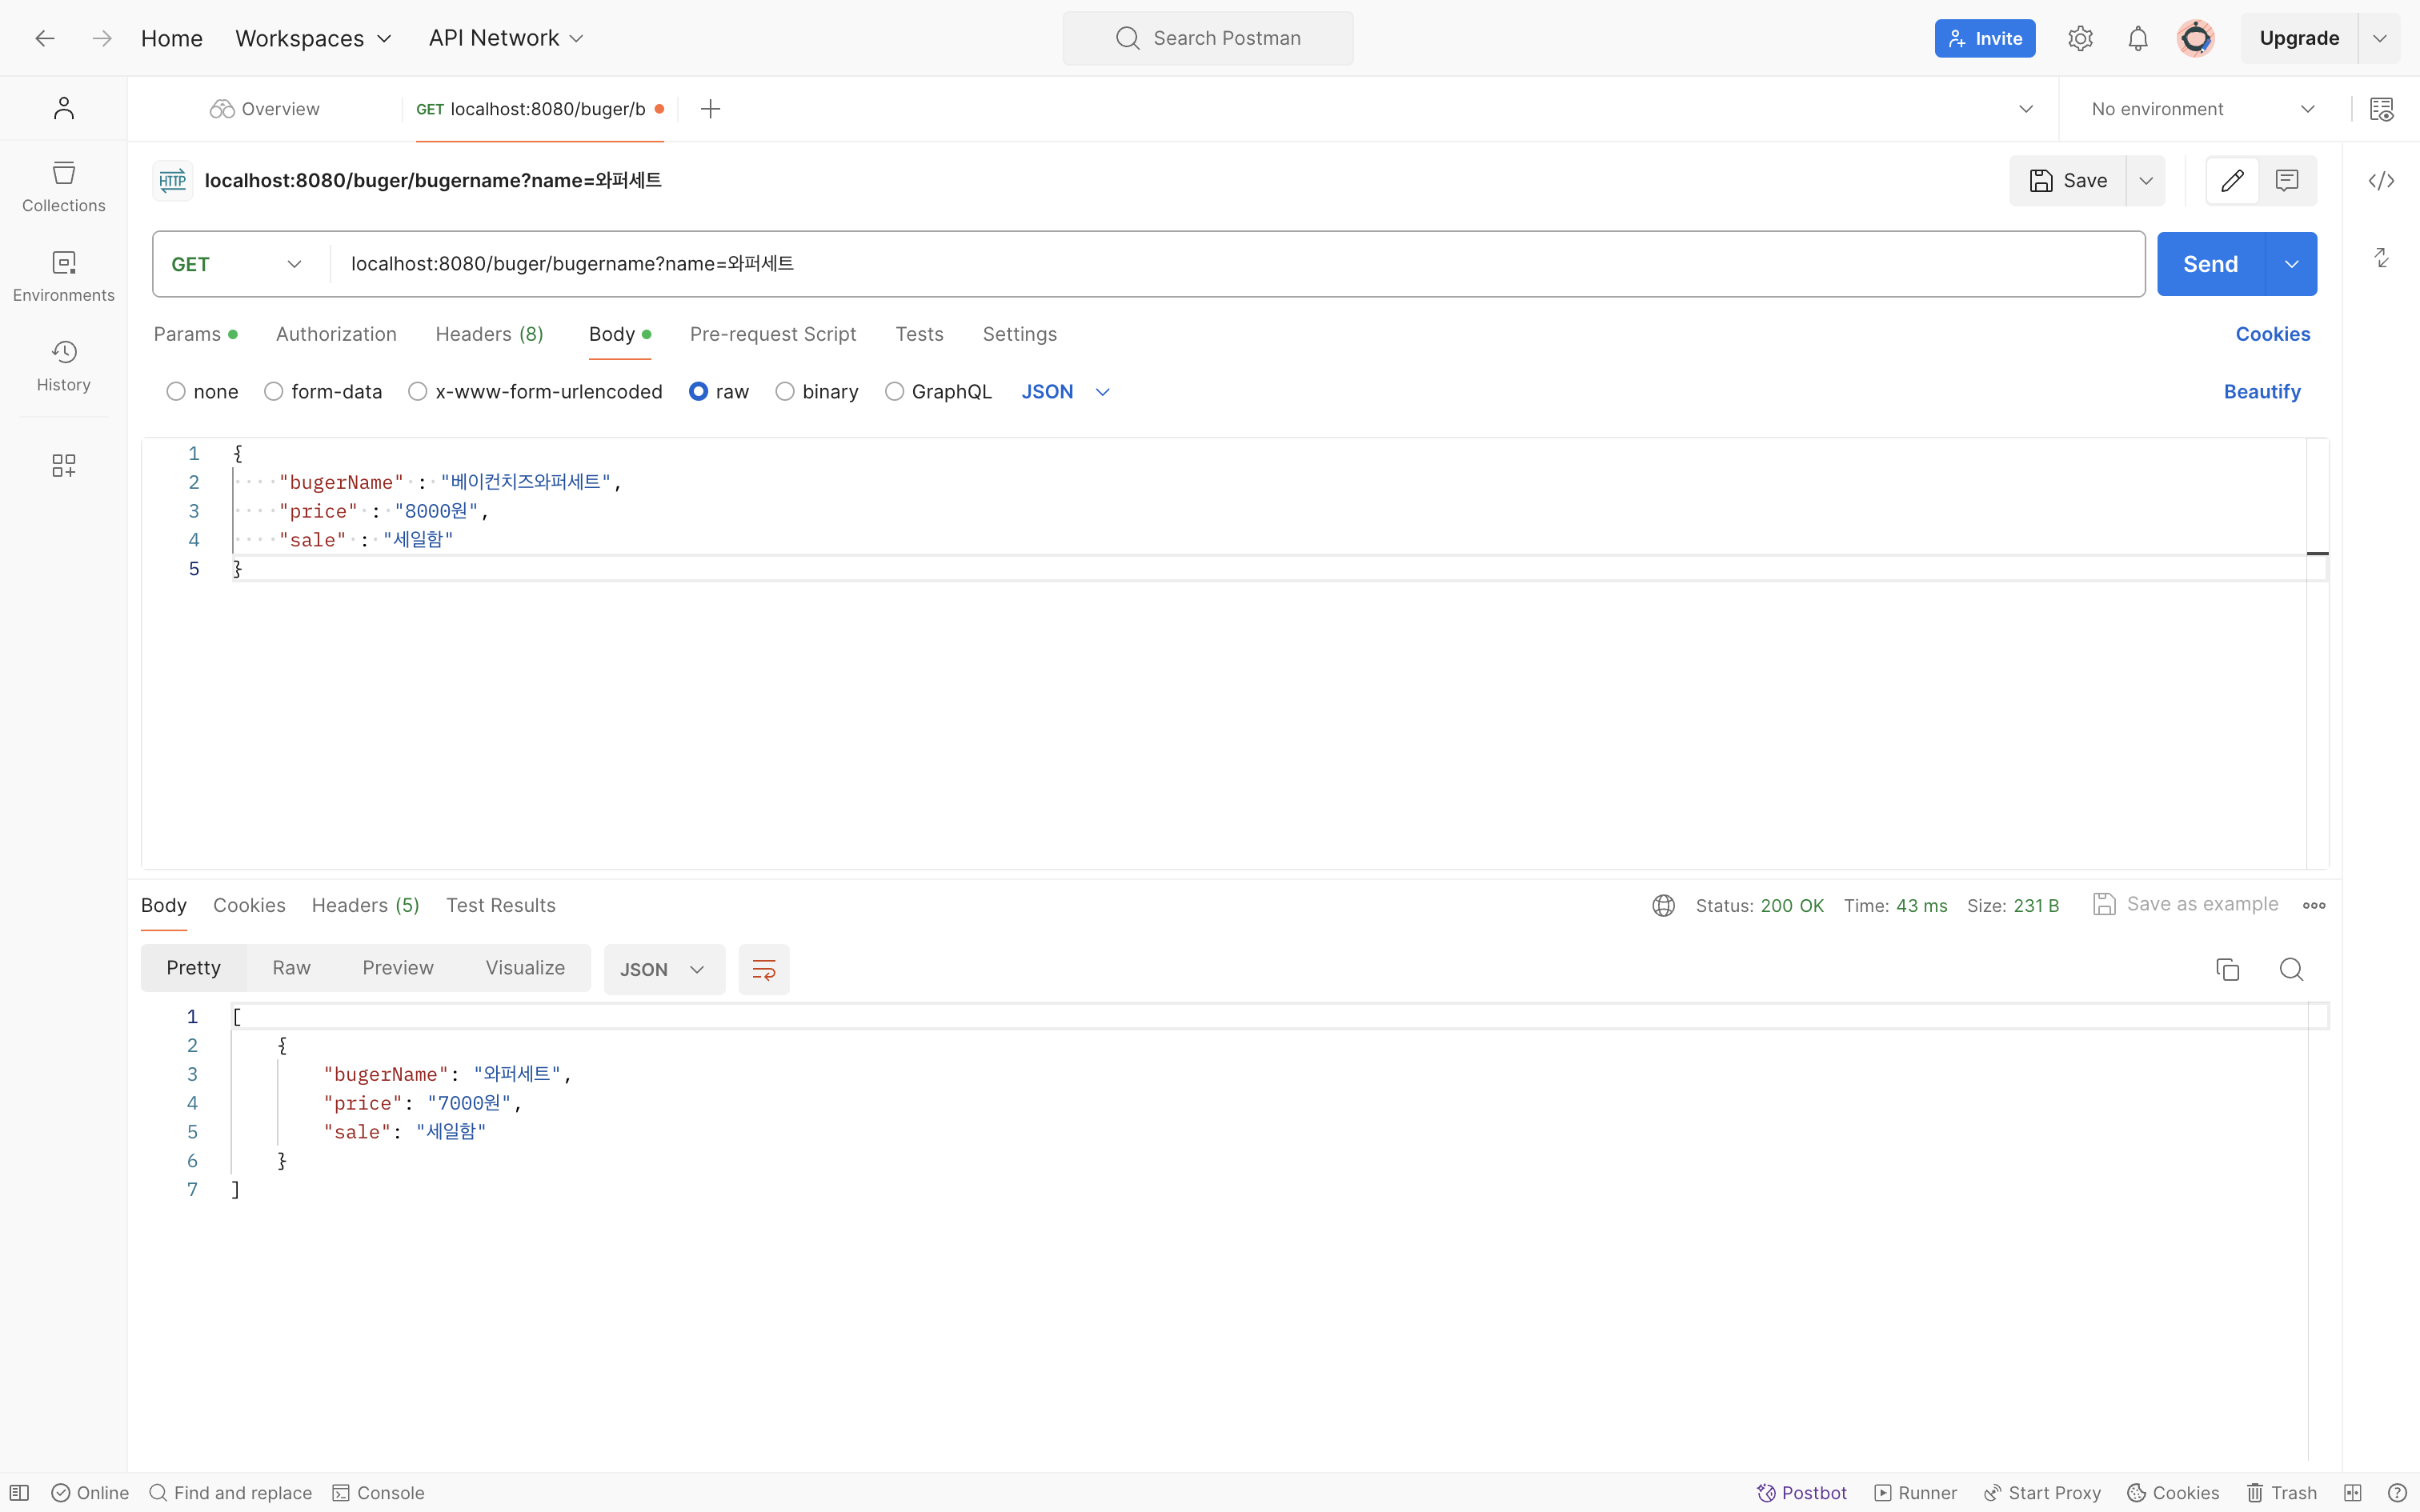 Home Workspaces API Network Search Postman Invite Upgrade
Overview GET localhost:8080/buger/b No environment
HTTP localhost:8080/buger/bugername?name=와퍼세트 Save
GET localhost:8080/buger/bugername?name=와퍼세트 Send
Collections
Environments
History
Params Authorization Headers (8) Body Pre-request Script Tests Settings Cookies
none form-data x-www-form-urlencoded raw binary GraphQL JSON Beautify
1 {
2 "bugerName" : "베이컨치즈와퍼세트",
3 "price" : "8000원",
4 "sale" : "세일함"
5 }
Body Cookies Headers (5) Test Results Status: 200 OK Time: 43 ms Size: 231 B Save as example
Pretty Raw Preview Visualize JSON
1 [
2 {
3 "bugerName": "와퍼세트",
4 "price": "7000원",
5 "sale": "세일함"
6 }
7 ]
Online Find and replace Console Postbot Runner Start Proxy Cookies Trash